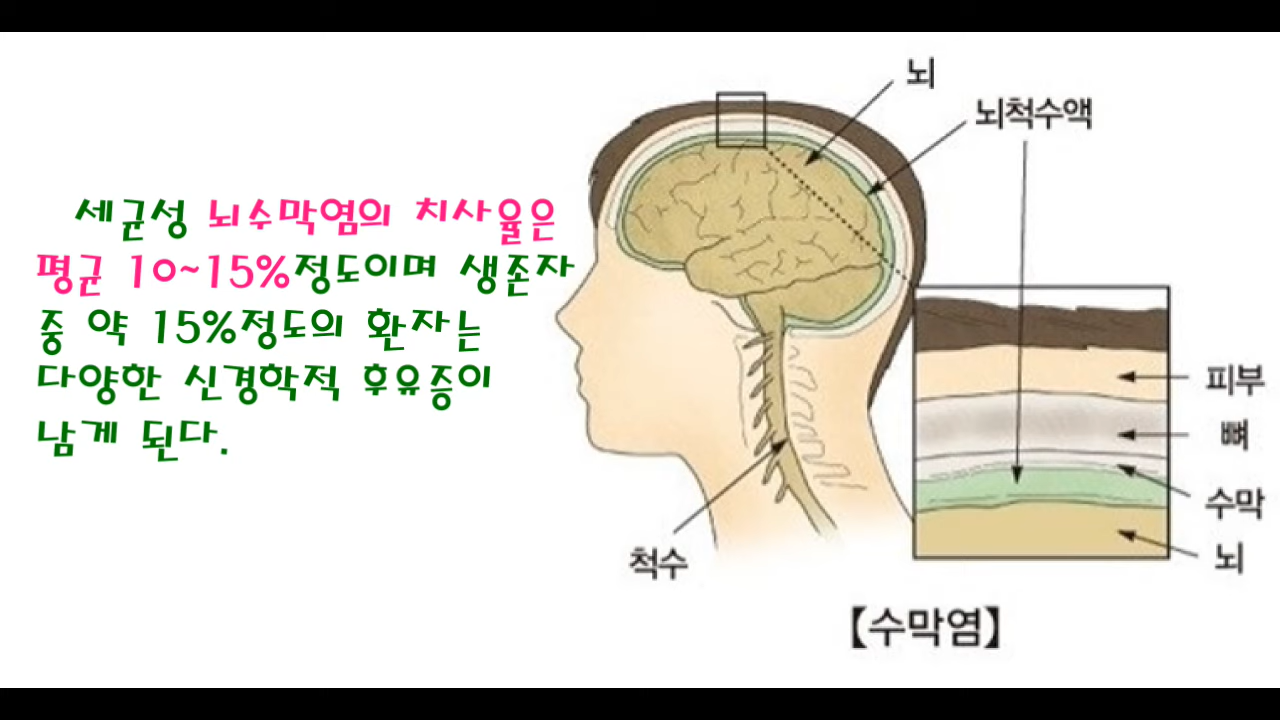 세균성 뇌수막염의 치사율은
평균 10~15%정도이며 생존자
중 약 15%정도의 환자는
다양한 신경학적 후유증이
남게 된다.
뇌
뇌척수액
피부
뼈
수막
뇌
척수
【수막염】